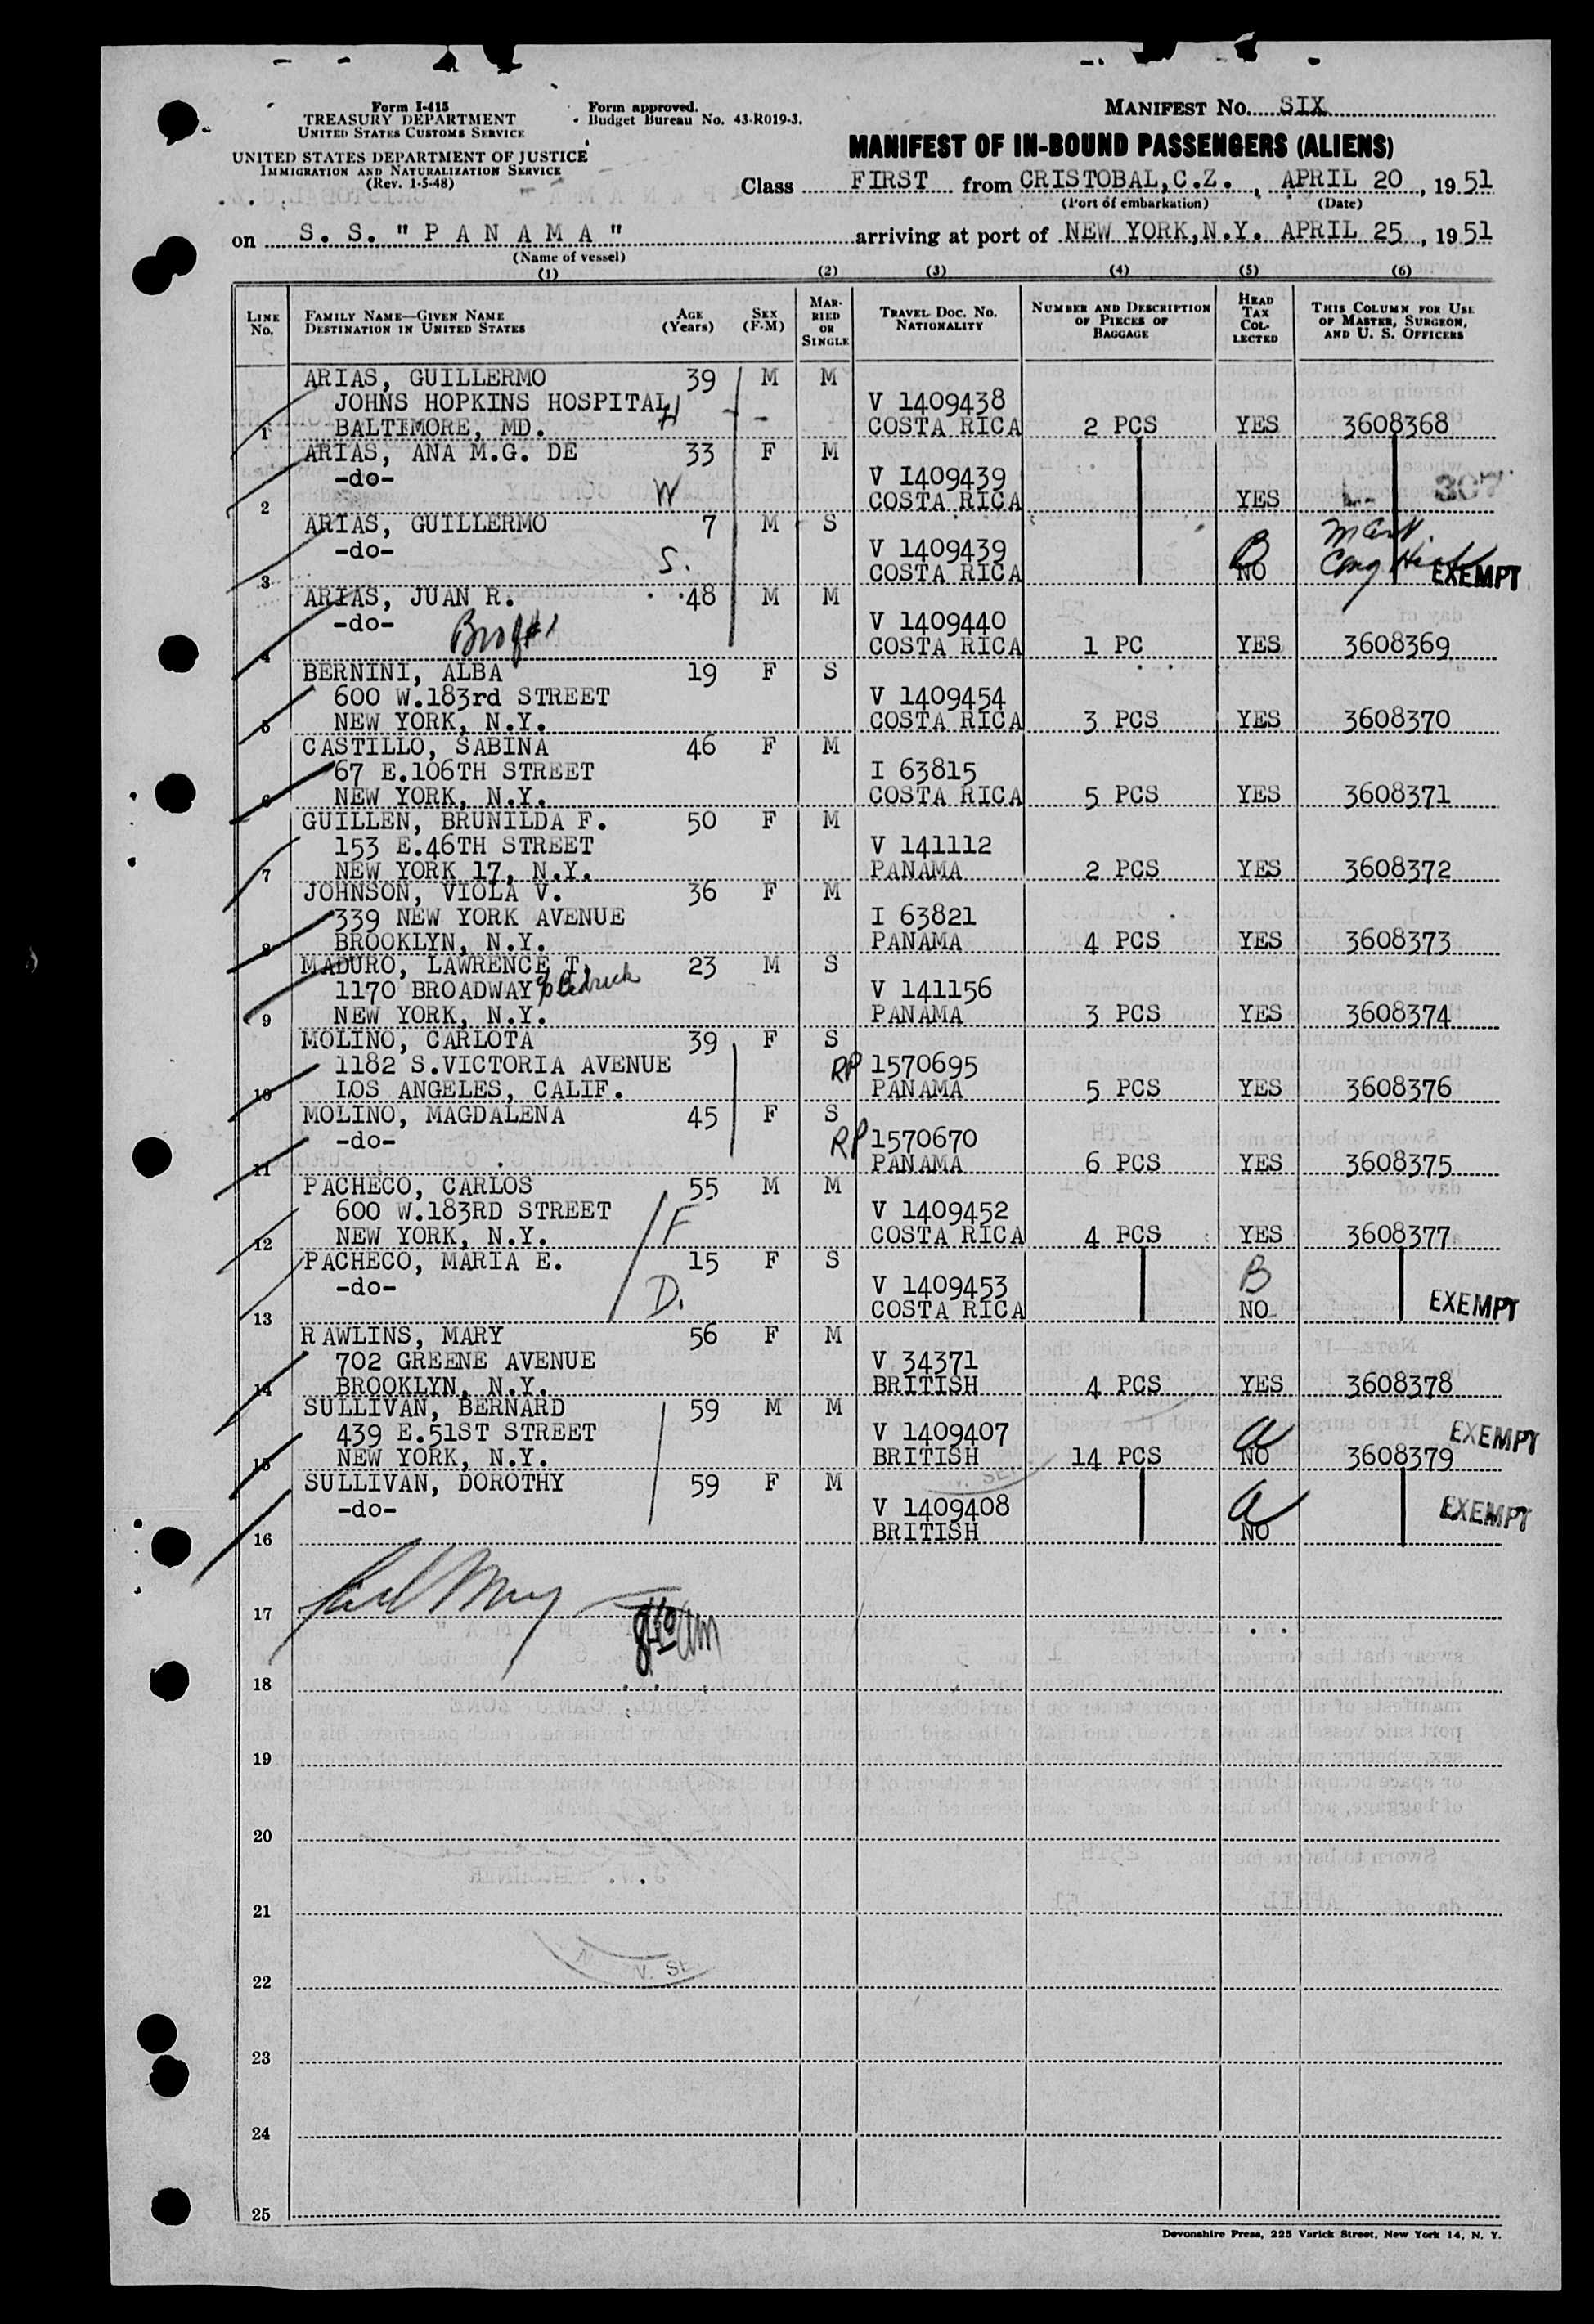 Form I-415
TREASURY DEPARTMENT
UNITED STATES CUSTOMS SERVICE
Form approved.
Budget Bureau No. 43-R019-3.
MANIFEST No. SIX
UNITED STATES DEPARTMENT OF JUSTICE
IMMIGRATION AND NATURALIZATION SERVICE
(Rev. 1-5-48)
MANIFEST OF IN-BOUND PASSENGERS (ALIENS)
Class FIRST from CRISTOBAL, C.Z., APRIL 20, 1951
(Port of embarkation) (Date)
on S. S. "P A N A M A" arriving at port of NEW YORK, N.Y. APRIL 25, 1951
(Name of vessel)
(1) (2) (3) (4) (5) (6)
LINE No. FAMILY NAME—GIVEN NAME DESTINATION IN UNITED STATES AGE (Years) SEX (F-M) MARRIED OR SINGLE TRAVEL DOC. No. NATIONALITY NUMBER AND DESCRIPTION OF PIECES OF BAGGAGE HEAD TAX COLLECTED THIS COLUMN FOR USE OF MASTER, SURGEON, AND U. S. OFFICERS
ARIAS, GUILLERMO 39 M M
JOHNS HOPKINS HOSPITAL H V 1409438
1 BALTIMORE, MD. COSTA RICA 2 PCS YES 3608368
ARIAS, ANA M.G. DE 33 F M
-do- W V I409439
2 COSTA RICA YES 307
ARIAS, GUILLERMO 7 M S
-do- S. V 1409439 B
3 COSTA RICA NO EXEMPT
ARIAS, JUAN R. 48 M M
-do- V 1409440
4 COSTA RICA 1 PC YES 3608369
BERNINI, ALBA 19 F S
600 W.183rd STREET V 1409454
5 NEW YORK, N.Y. COSTA RICA 3 PCS YES 3608370
CASTILLO, SABINA 46 F M
67 E.106TH STREET I 63815
6 NEW YORK, N.Y. COSTA RICA 5 PCS YES 3608371
GUILLEN, BRUNILDA F. 50 F M
153 E.46TH STREET V 141112
7 NEW YORK 17, N.Y. PANAMA 2 PCS YES 3608372
JOHNSON, VIOLA V. 36 F M
339 NEW YORK AVENUE I 63821
8 BROOKLYN, N.Y. PANAMA 4 PCS YES 3608373
MADURO, LAWRENCE T. 23 M S
1170 BROADWAY V 141156
9 NEW YORK, N.Y. PANAMA 3 PCS YES 3608374
MOLINO, CARLOTA 39 F S
1182 S.VICTORIA AVENUE RP 1570695
10 LOS ANGELES, CALIF. PANAMA 5 PCS YES 3608376
MOLINO, MAGDALENA 45 F S
-do- RP 1570670
11 PANAMA 6 PCS YES 3608375
PACHECO, CARLOS 55 M M
600 W.183RD STREET F V 1409452
12 NEW YORK, N.Y. COSTA RICA 4 PCS YES 3608377
PACHECO, MARIA E. 15 F S
-do- D. V 1409453 B
13 COSTA RICA NO EXEMPT
RAWLINS, MARY 56 F M
702 GREENE AVENUE V 34371
14 BROOKLYN, N.Y. BRITISH 4 PCS YES 3608378
SULLIVAN, BERNARD 59 M M
439 E.51ST STREET V 1409407 a EXEMPT
15 NEW YORK, N.Y. BRITISH 14 PCS NO 3608379
SULLIVAN, DOROTHY 59 F M
-do- V 1409408 a EXEMPT
16 BRITISH NO
17
18
19
20
21
22
23
24
25
Devonshire Press, 225 Varick Street, New York 14, N. Y.